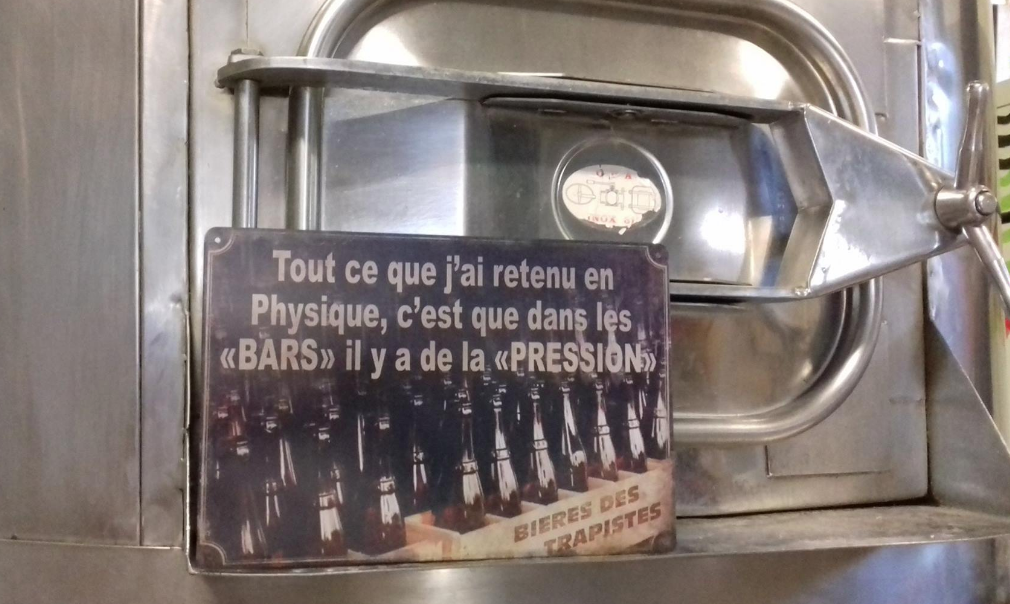 Tout ce que j'ai retenu en
Physique, c'est que dans les
«BARS» il y a de la «PRESSION»
BIERES DES
TRAPISTES